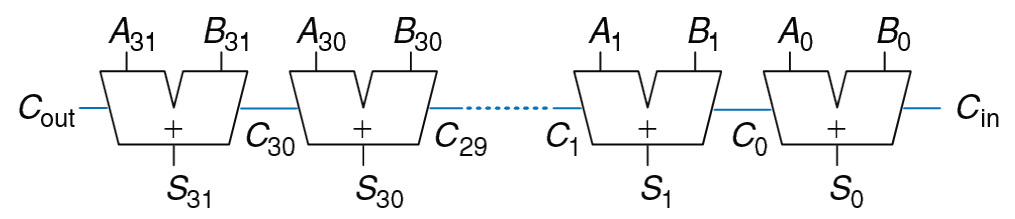 A31 B31 A30 B30 A1 B1 A0 B0
Cout + C30 + C29 C1 + C0 + Cin
S31 S30 S1 S0